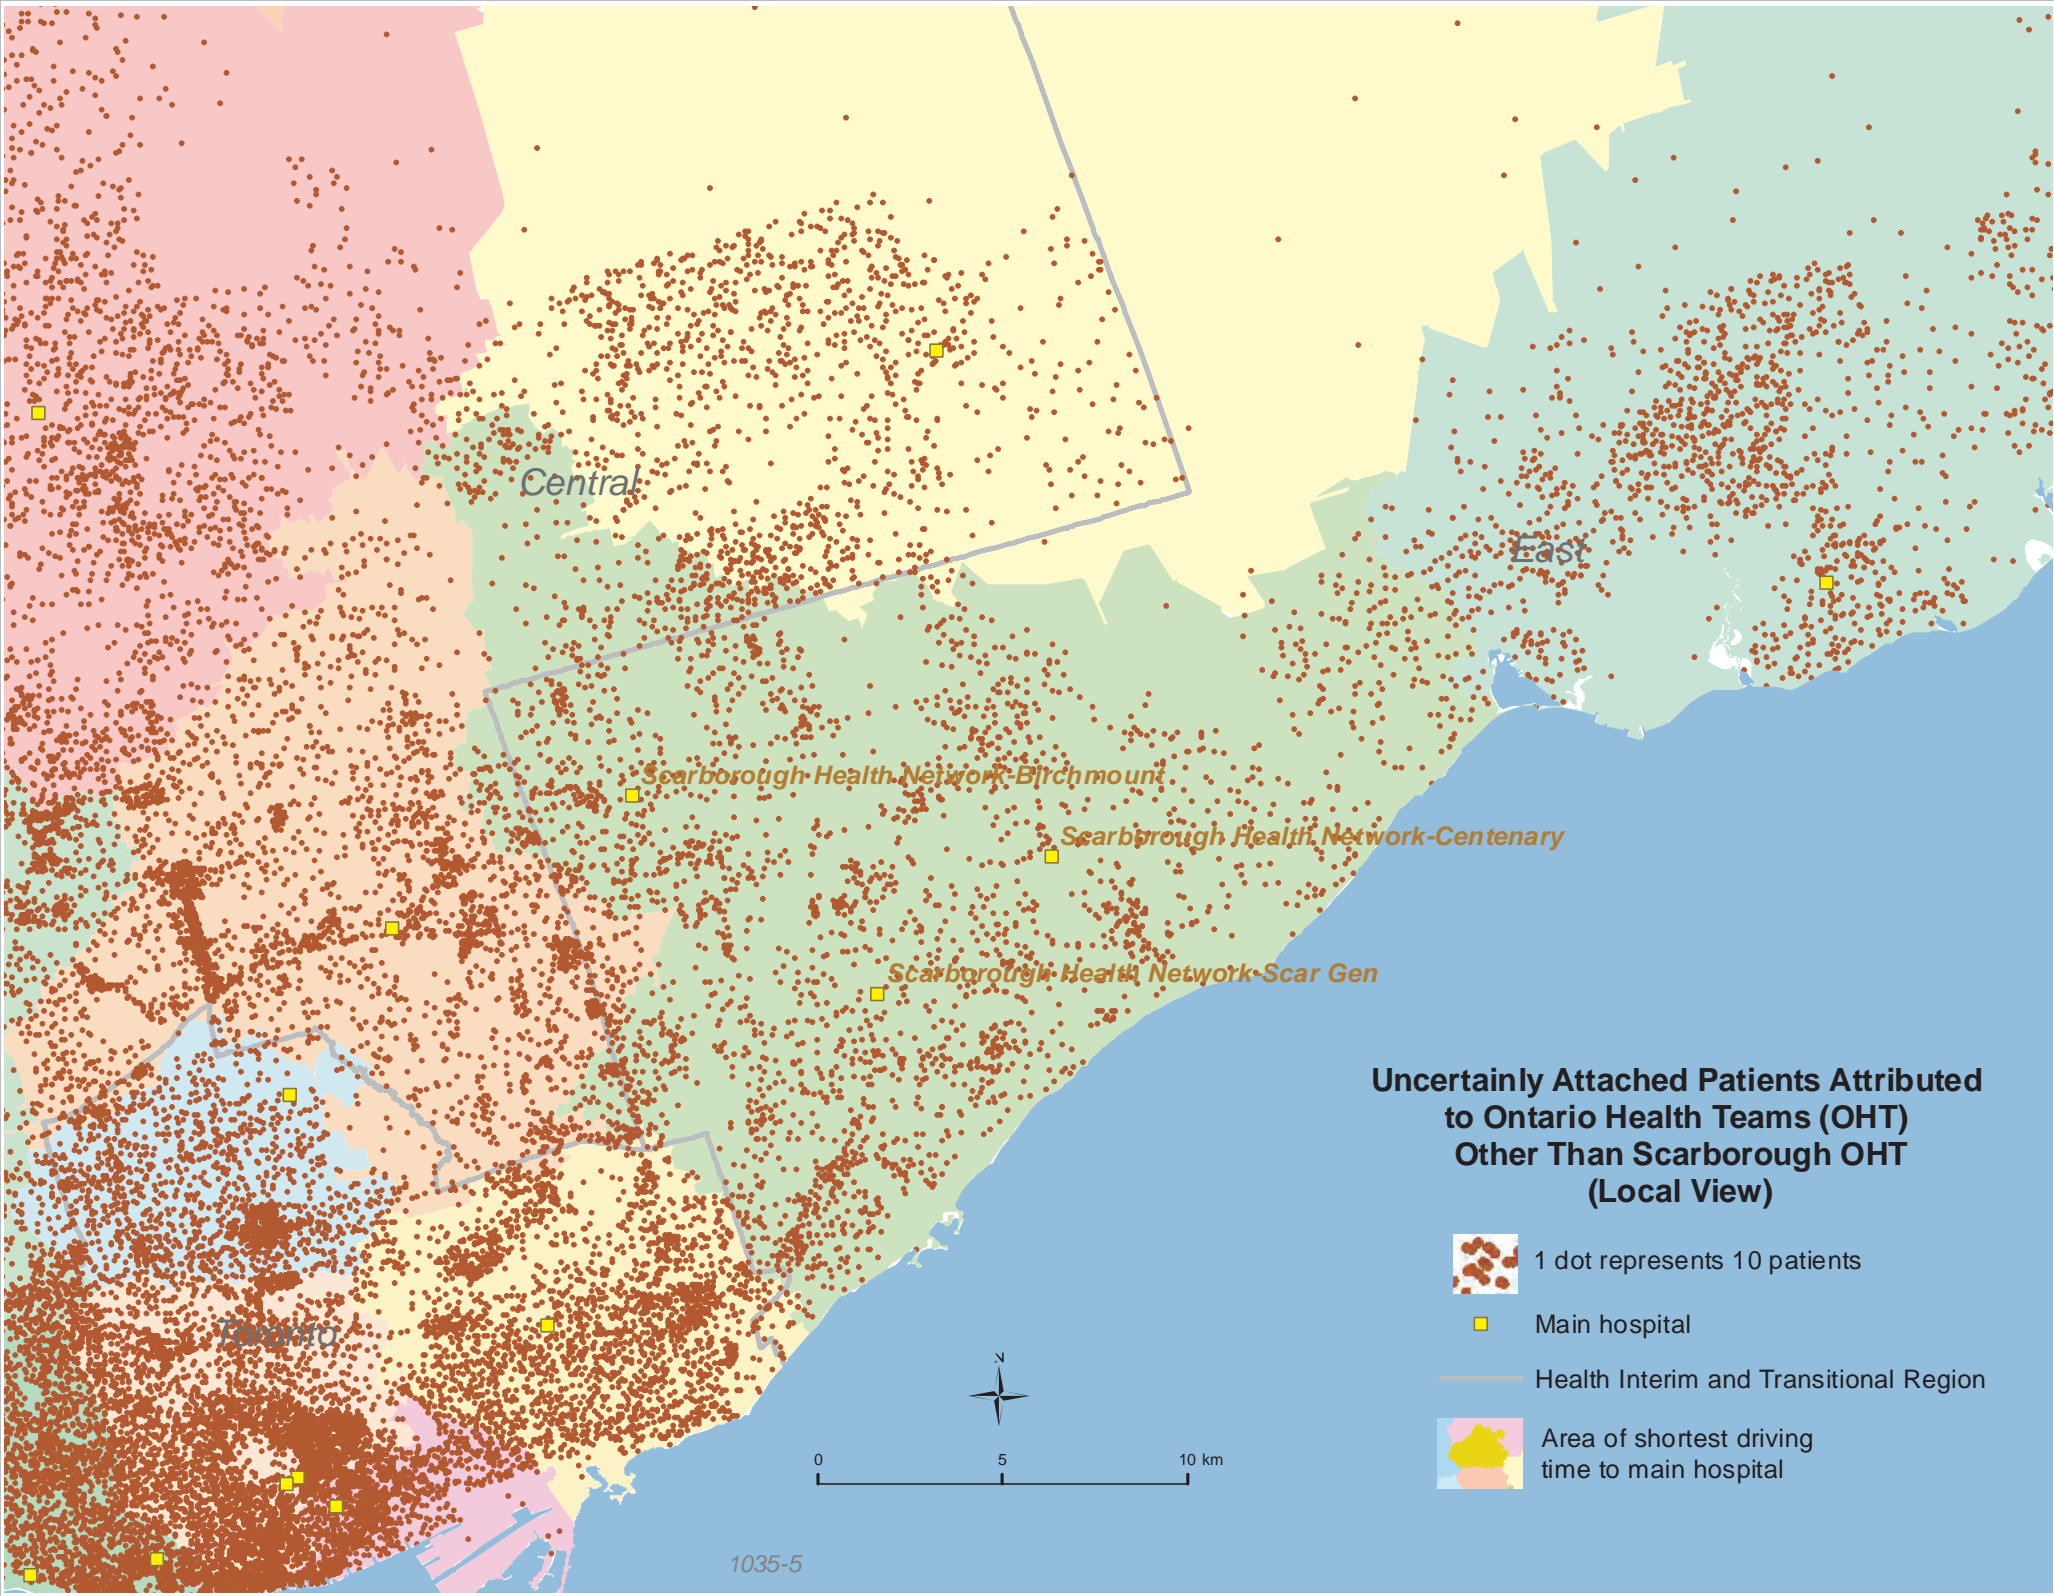 Central
East
Scarborough Health Network-Birchmount
Scarborough Health Network-Centenary
Scarborough Health Network-Scar Gen
Toronto
Uncertainly Attached Patients Attributed
to Ontario Health Teams (OHT)
Other Than Scarborough OHT
(Local View)
1 dot represents 10 patients
Main hospital
Health Interim and Transitional Region
Area of shortest driving
time to main hospital
N
0 5 10 km
1035-5